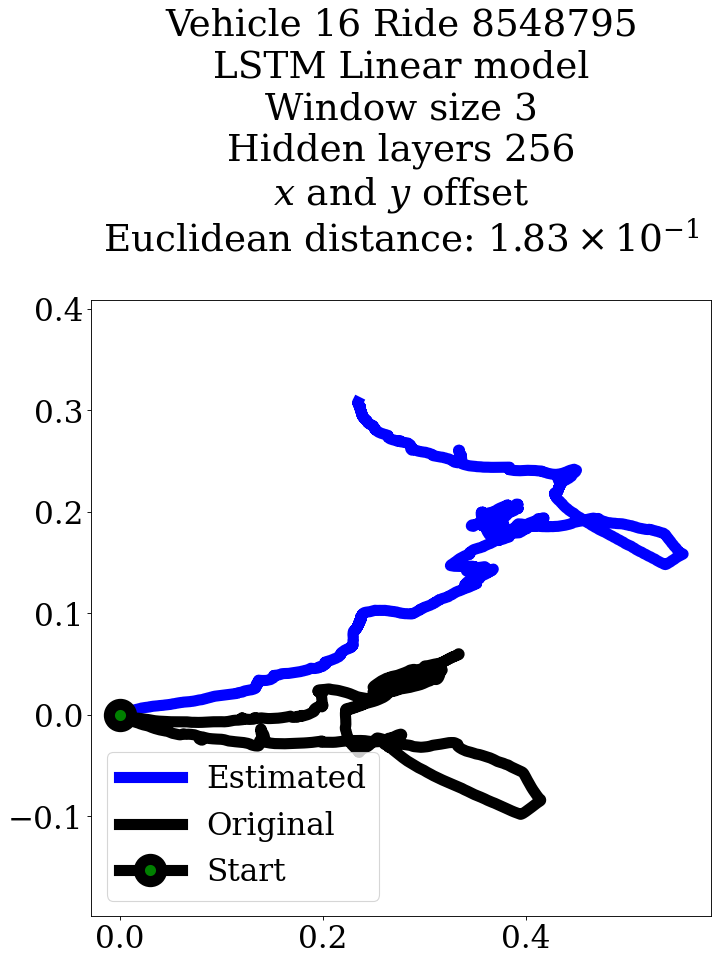 Vehicle 16 Ride 8548795
LSTM Linear model
Window size 3
Hidden layers 256
x and y offset
Euclidean distance: 1.83 × 10⁻¹
0.4
0.3
0.2
0.1
0.0
−0.1
Estimated
Original
Start
0.0 0.2 0.4